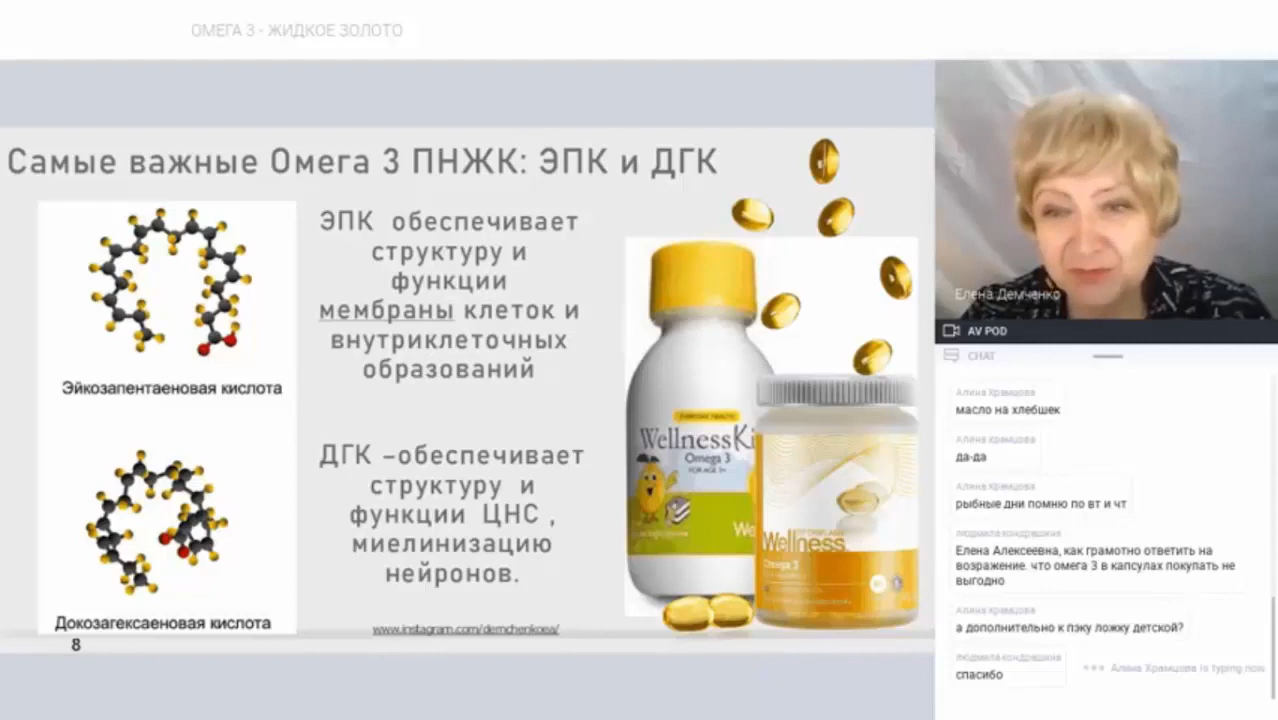 ОМЕГА 3 - ЖИДКОЕ ЗОЛОТО
Самые важные Омега 3 ПНЖК: ЭПК и ДГК
Эйкозапентаеновая кислота
ЭПК обеспечивает
структуру и
функции
мембраны клеток и
внутриклеточных
образований
Докозагексаеновая кислота
ДГК –обеспечивает
структуру и
функции ЦНС ,
миелинизацию
нейронов.
www.instagram.com/demchenkoea/
8
WellnessKi
Omega 3
We
Wellness
Omega 3
Елена Демченко
AV POD
CHAT
Алина Храмцова
масло на хлебшек
Алина храмцова
да-да
Алина Храмцова
рыбные дни помню по вт и чт
людмила кондрашкина
Елена Алексеевна, как грамотно ответить на
возражение. что омега 3 в капсулах покупать не
выгодно
Алина Храмцова
а дополнительно к пэку ложку детской?
людмила кондрашкина
спасибо
Алина Храмцова is typing now